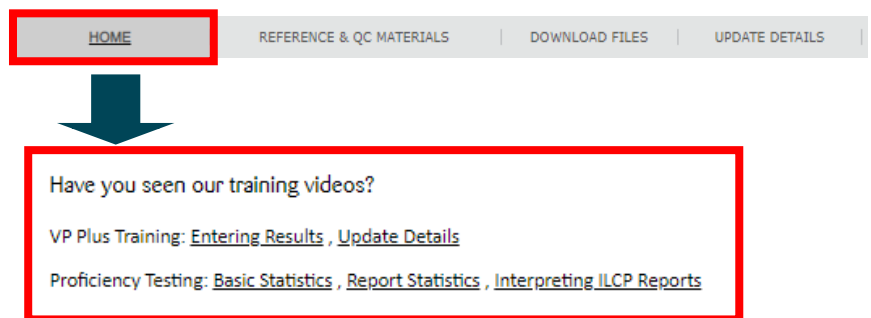 HOME REFERENCE & QC MATERIALS | DOWNLOAD FILES | UPDATE DETAILS |
Have you seen our training videos?
VP Plus Training: Entering Results , Update Details
Proficiency Testing: Basic Statistics , Report Statistics , Interpreting ILCP Reports